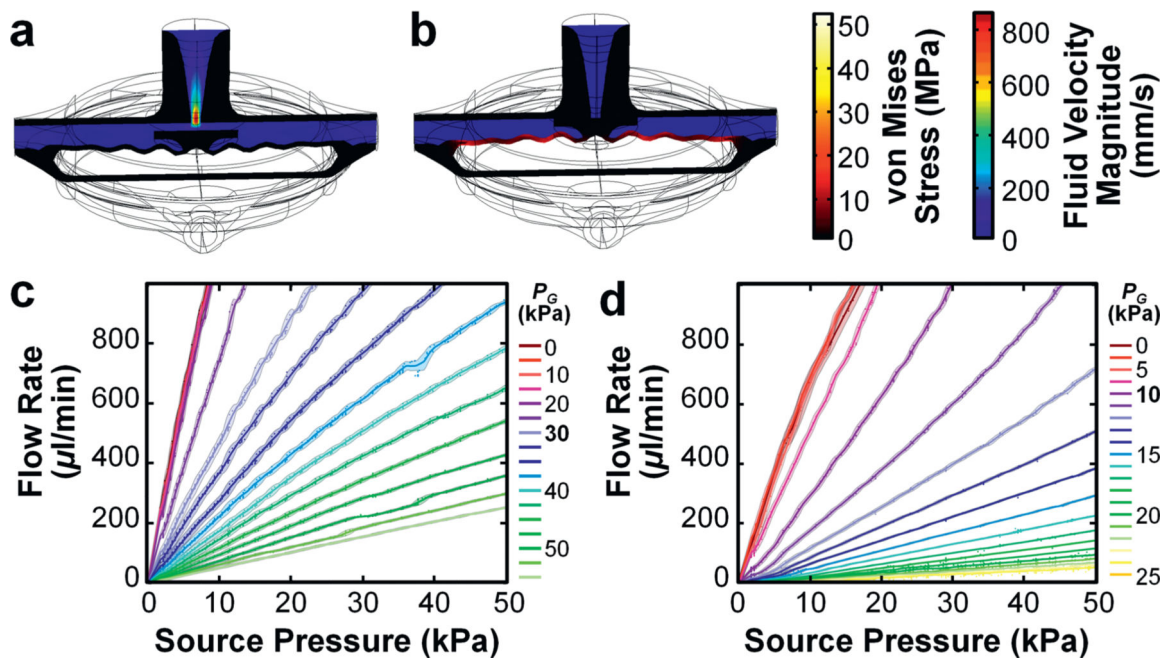 a
b
50
40
30
20
10
0
von Mises
Stress (MPa)
800
600
400
200
0
Fluid Velocity
Magnitude
(mm/s)
c
Flow Rate
(µl/min)
800
600
400
200
0
0 10 20 30 40 50
Source Pressure (kPa)
PG
(kPa)
0
10
20
30
40
50
d
Flow Rate
(µl/min)
800
600
400
200
0
0 10 20 30 40 50
Source Pressure (kPa)
PG
(kPa)
0
5
10
15
20
25